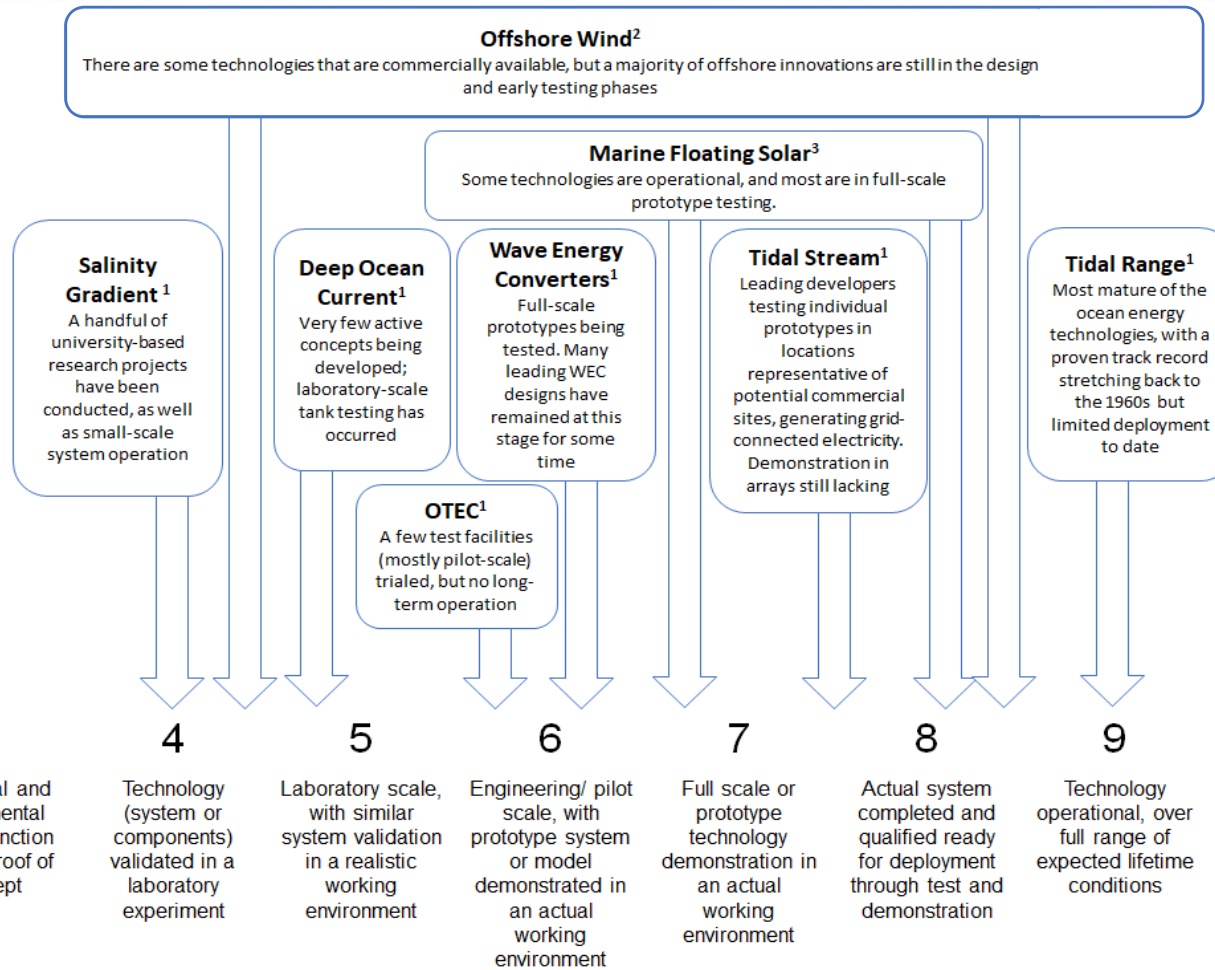 Offshore Wind²
There are some technologies that are commercially available, but a majority of offshore innovations are still in the design
and early testing phases
Marine Floating Solar³
Some technologies are operational, and most are in full-scale
prototype testing.
Salinity
Gradient ¹
A handful of
university-based
research projects
have been
conducted, as well
as small-scale
system operation
Deep Ocean
Current¹
Very few active
concepts being
developed;
laboratory-scale
tank testing has
occurred
Wave Energy
Converters¹
Full-scale
prototypes being
tested. Many
leading WEC
designs have
remained at this
stage for some
time
Tidal Stream¹
Leading developers
testing individual
prototypes in
locations
representative of
potential commercial
sites, generating grid-
connected electricity.
Demonstration in
arrays still lacking
Tidal Range¹
Most mature of the
ocean energy
technologies, with a
proven track record
stretching back to
the 1960s but
limited deployment
to date
OTEC¹
A few test facilities
(mostly pilot-scale)
trialed, but no long-
term operation
al and
mental
unction
roof of
ept
4
Technology
(system or
components)
validated in a
laboratory
experiment
5
Laboratory scale,
with similar
system validation
in a realistic
working
environment
6
Engineering/ pilot
scale, with
prototype system
or model
demonstrated in
an actual
working
environment
7
Full scale or
prototype
technology
demonstration in
an actual
working
environment
8
Actual system
completed and
qualified ready
for deployment
through test and
demonstration
9
Technology
operational, over
full range of
expected lifetime
conditions